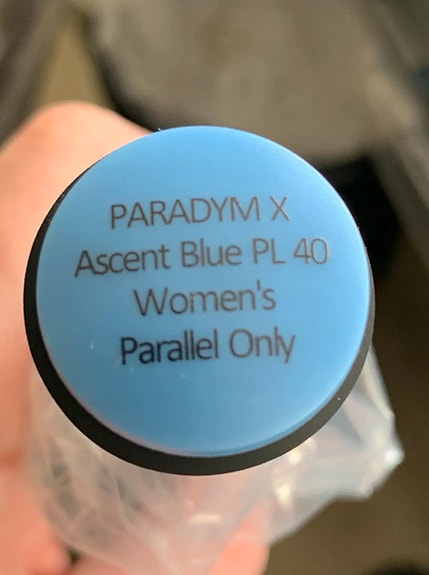 PARADYM X
Ascent Blue PL 40
Women's
Parallel Only